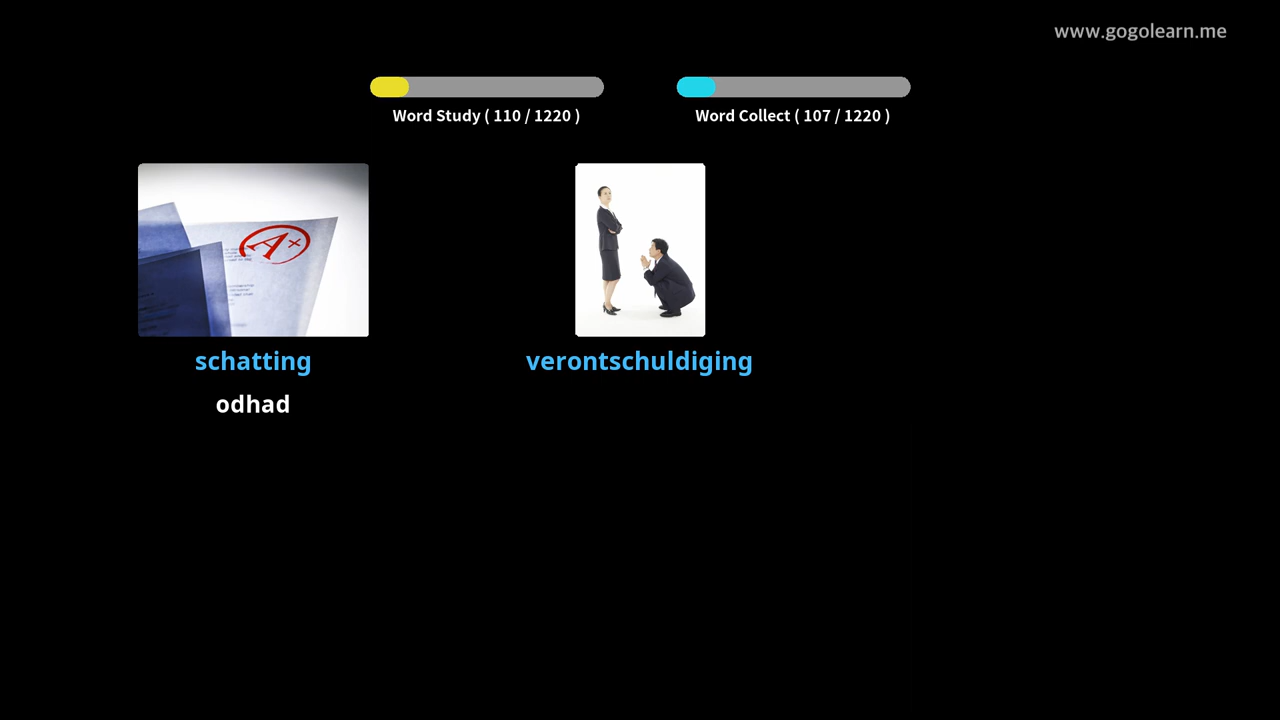 www.gogolearn.me
Word Study ( 110 / 1220 )
Word Collect ( 107 / 1220 )
A+
schatting
verontschuldiging
odhad